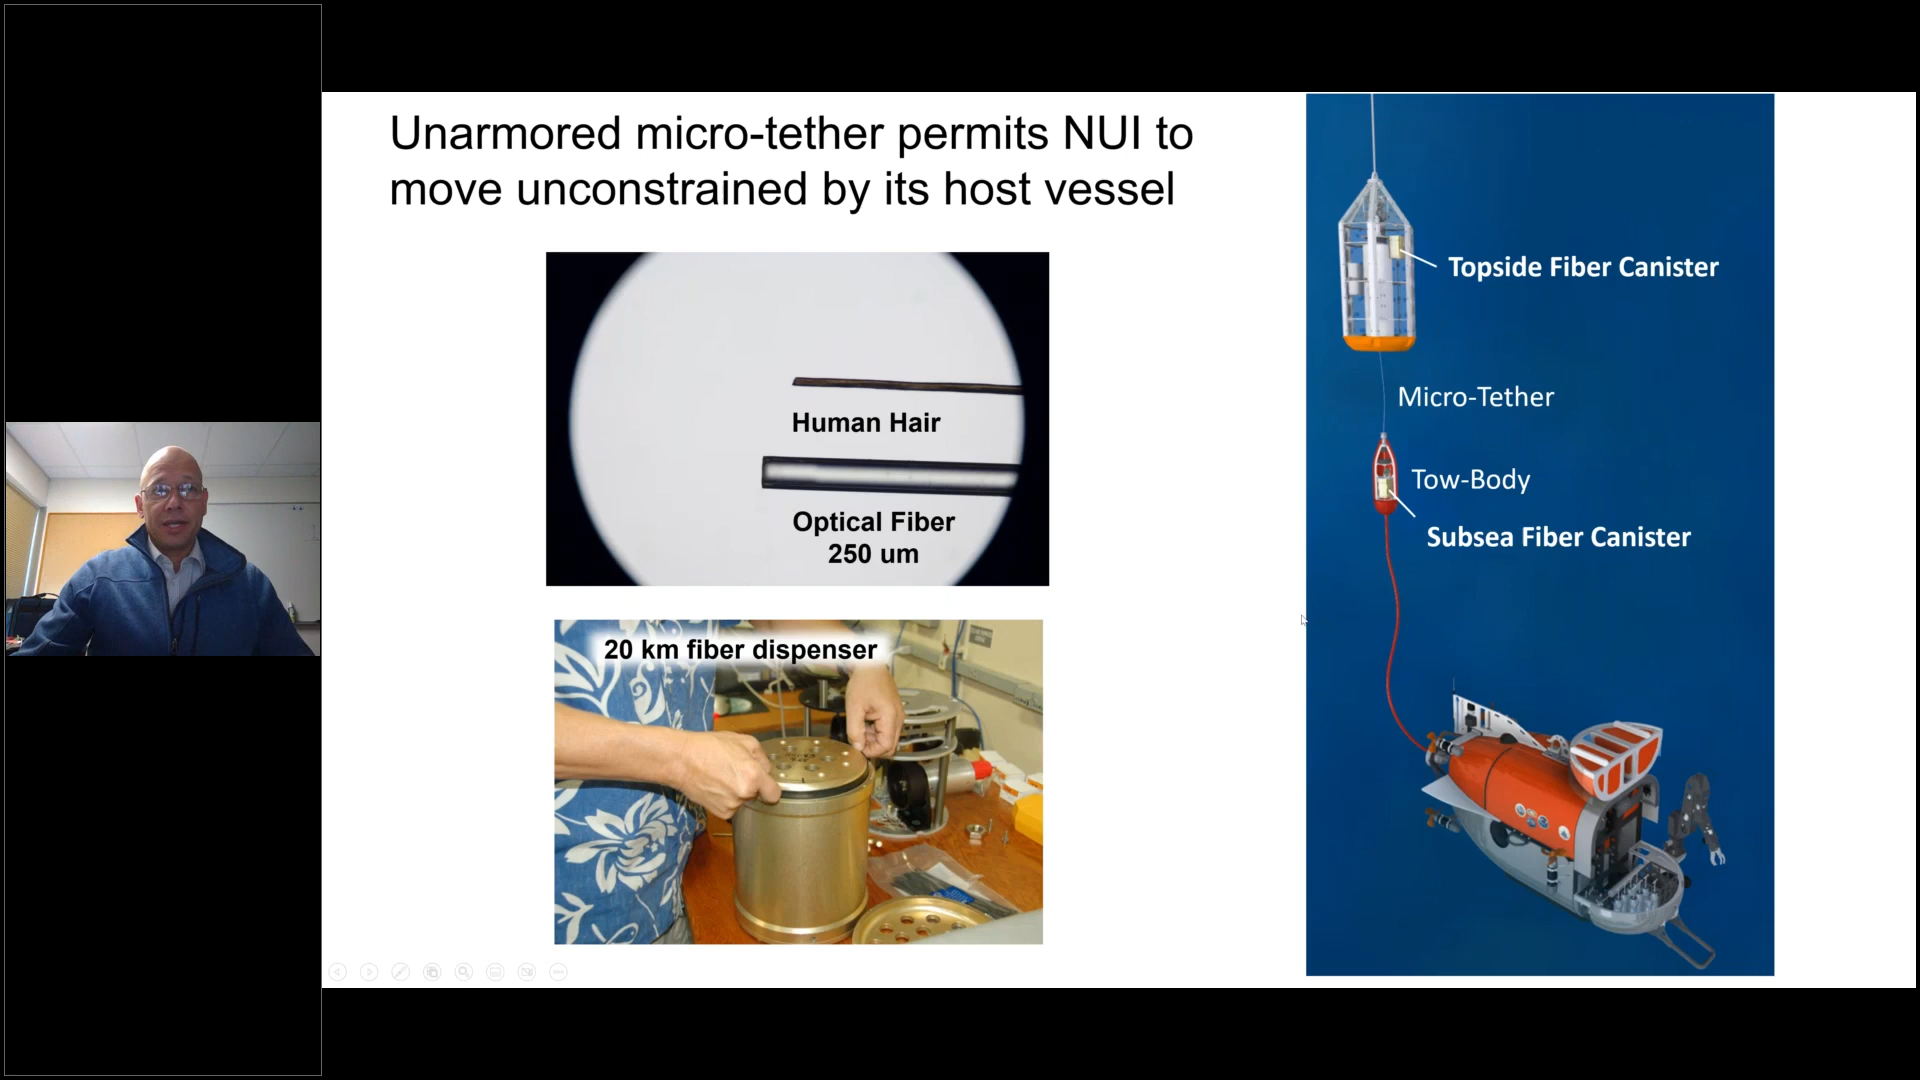 Unarmored micro-tether permits NUI to
move unconstrained by its host vessel
Human Hair
Optical Fiber
250 um
20 km fiber dispenser
Topside Fiber Canister
Micro-Tether
Tow-Body
Subsea Fiber Canister